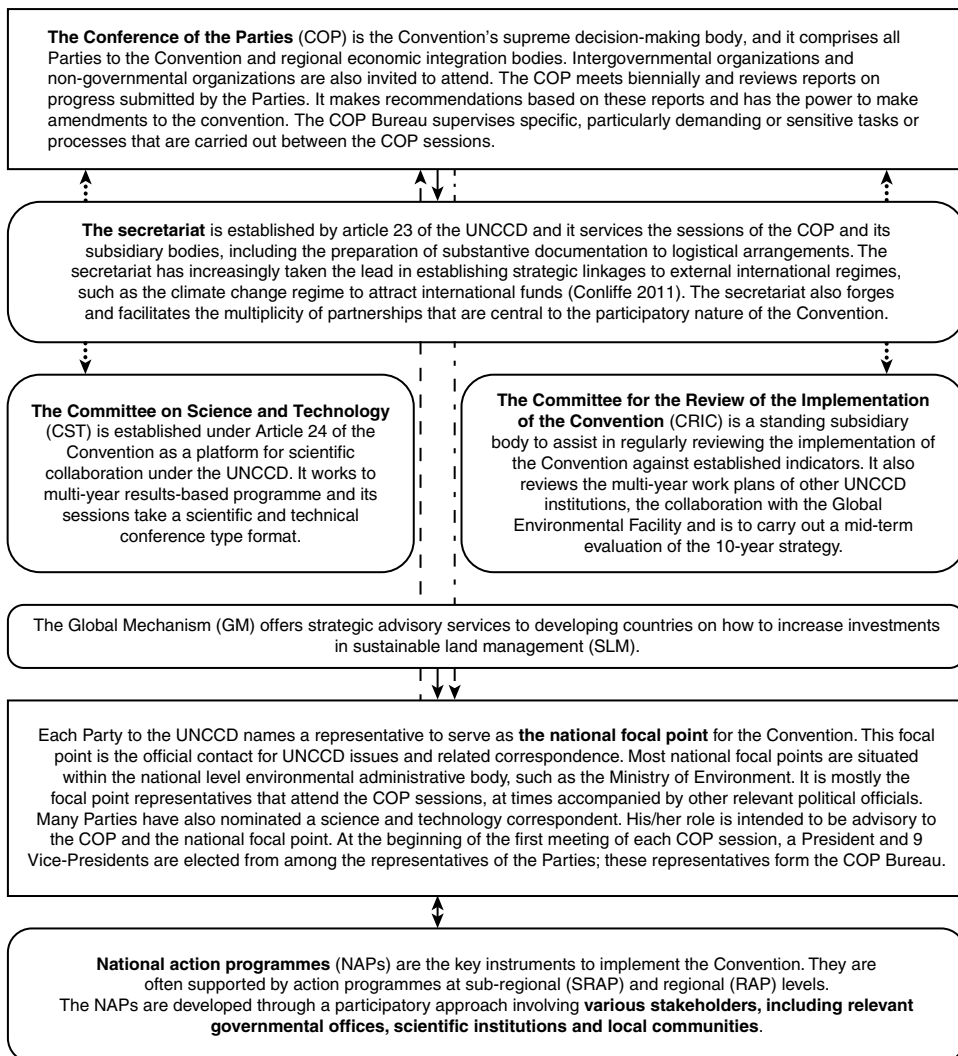 The Conference of the Parties (COP) is the Convention’s supreme decision-making body, and it comprises all
Parties to the Convention and regional economic integration bodies. Intergovernmental organizations and
non-governmental organizations are also invited to attend. The COP meets biennially and reviews reports on
progress submitted by the Parties. It makes recommendations based on these reports and has the power to make
amendments to the convention. The COP Bureau supervises specific, particularly demanding or sensitive tasks or
processes that are carried out between the COP sessions.
The secretariat is established by article 23 of the UNCCD and it services the sessions of the COP and its
subsidiary bodies, including the preparation of substantive documentation to logistical arrangements. The
secretariat has increasingly taken the lead in establishing strategic linkages to external international regimes,
such as the climate change regime to attract international funds (Conliffe 2011). The secretariat also forges
and facilitates the multiplicity of partnerships that are central to the participatory nature of the Convention.
The Committee on Science and Technology
(CST) is established under Article 24 of the
Convention as a platform for scientific
collaboration under the UNCCD. It works to
multi-year results-based programme and its
sessions take a scientific and technical
conference type format.
The Committee for the Review of the Implementation
of the Convention (CRIC) is a standing subsidiary
body to assist in regularly reviewing the implementation of
the Convention against established indicators. It also
reviews the multi-year work plans of other UNCCD
institutions, the collaboration with the Global
Environmental Facility and is to carry out a mid-term
evaluation of the 10-year strategy.
The Global Mechanism (GM) offers strategic advisory services to developing countries on how to increase investments
in sustainable land management (SLM).
Each Party to the UNCCD names a representative to serve as the national focal point for the Convention. This focal
point is the official contact for UNCCD issues and related correspondence. Most national focal points are situated
within the national level environmental administrative body, such as the Ministry of Environment. It is mostly the
focal point representatives that attend the COP sessions, at times accompanied by other relevant political officials.
Many Parties have also nominated a science and technology correspondent. His/her role is intended to be advisory to
the COP and the national focal point. At the beginning of the first meeting of each COP session, a President and 9
Vice-Presidents are elected from among the representatives of the Parties; these representatives form the COP Bureau.
National action programmes (NAPs) are the key instruments to implement the Convention. They are
often supported by action programmes at sub-regional (SRAP) and regional (RAP) levels.
The NAPs are developed through a participatory approach involving various stakeholders, including relevant
governmental offices, scientific institutions and local communities.